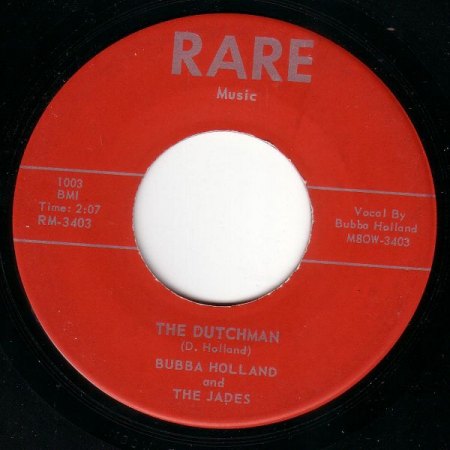 RARE
Music
1003
BMI
Time: 2:07
RM-3403
Vocal By
Bubba Holland
M8OW-3403
THE DUTCHMAN
(D. Holland)
BUBBA HOLLAND
and
THE JADES